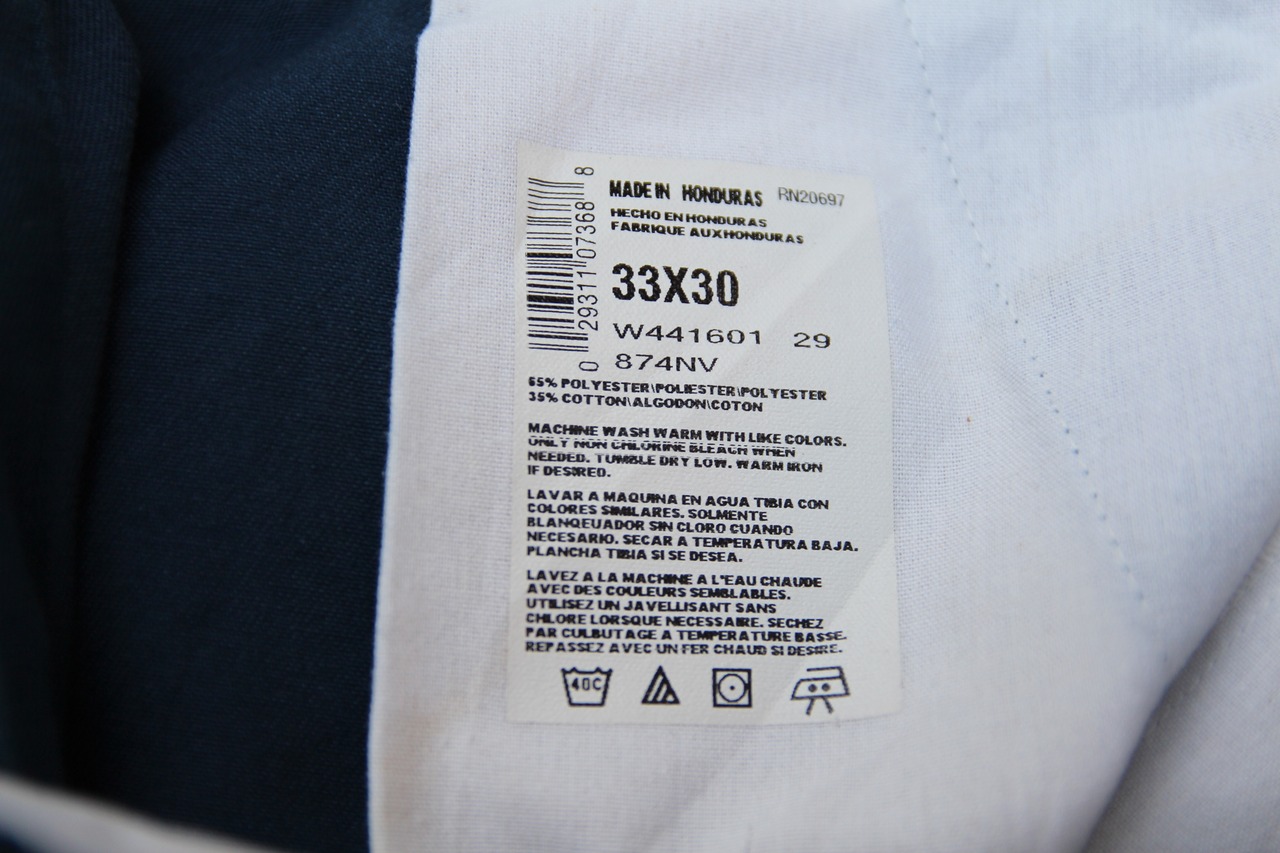 0 29311 07368 8
MADE IN HONDURAS RN20697
HECHO EN HONDURAS
FABRIQUE AUX HONDURAS
33X30
W441601 29
874NV
65% POLYESTER\POLIESTER\POLYESTER
35% COTTON\ALGODON\COTON
MACHINE WASH WARM WITH LIKE COLORS.
ONLY NON CHLORINE BLEACH WHEN
NEEDED. TUMBLE DRY LOW. WARM IRON
IF DESIRED.
LAVAR A MAQUINA EN AGUA TIBIA CON
COLORES SIMILARES. SOLMENTE
BLANQEUADOR SIN CLORO CUANDO
NECESARIO. SECAR A TEMPERATURA BAJA.
PLANCHA TIBIA SI SE DESEA.
LAVEZ A LA MACHINE A L'EAU CHAUDE
AVEC DES COULEURS SEMBLABLES.
UTILISEZ UN JAVELLISANT SANS
CHLORE LORSQUE NECESSAIRE. SECHEZ
PAR CULBUTAGE A TEMPERATURE BASSE.
REPASSEZ AVEC UN FER CHAUD SI DESIRE.
40C